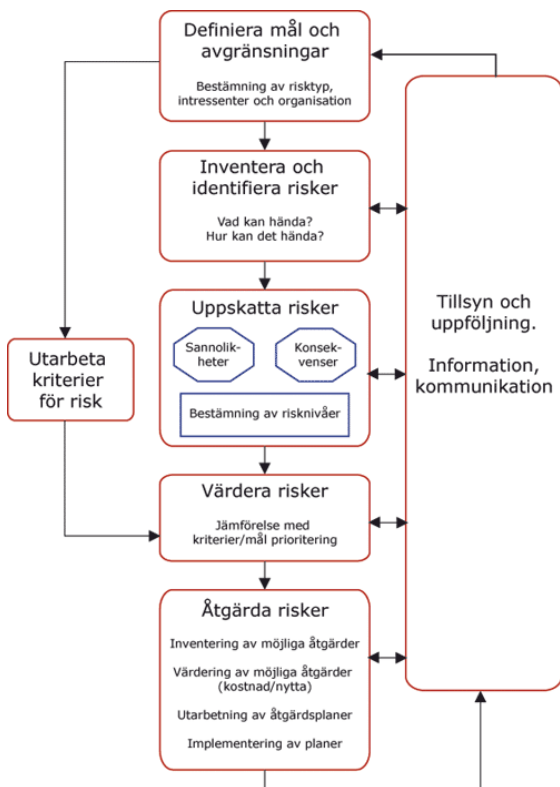 Definiera mål och
avgränsningar
Bestämning av risktyp,
intressenter och organisation
Inventera och
identifiera risker
Vad kan hända?
Hur kan det hända?
Uppskatta risker
Sannolik-
heter
Konsek-
venser
Bestämning av risknivåer
Utarbeta
kriterier
för risk
Värdera risker
Jämförelse med
kriterier/mål prioritering
Åtgärda risker
Inventering av möjliga åtgärder
Värdering av möjliga åtgärder
(kostnad/nytta)
Utarbetning av åtgärdsplaner
Implementering av planer
Tillsyn och
uppföljning.
Information,
kommunikation